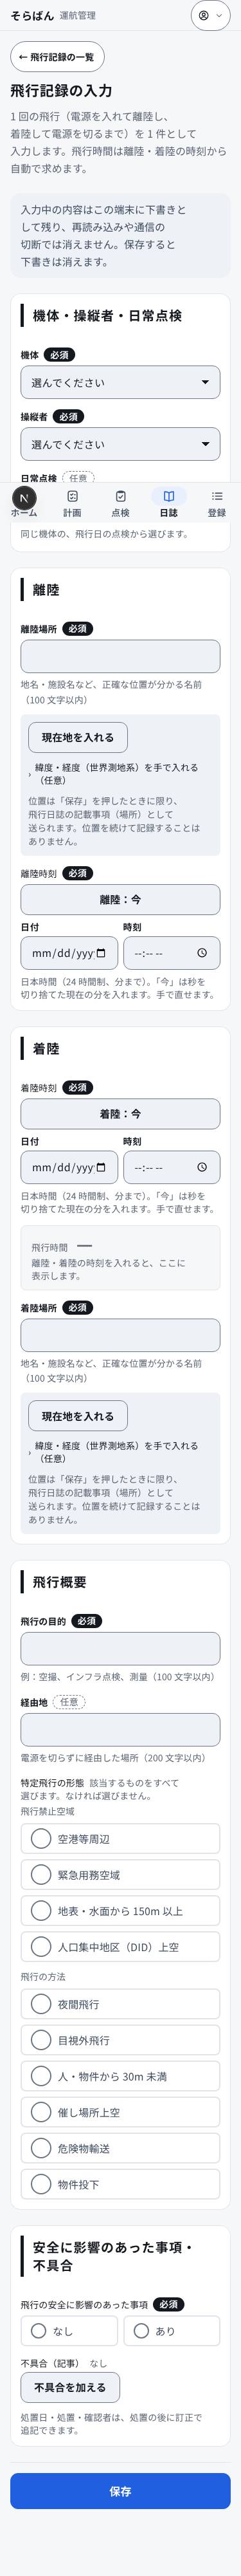 そらばん 運航管理
← 飛行記録の一覧
飛行記録の入力
1 回の飛行（電源を入れて離陸し、
着陸して電源を切るまで）を 1 件として
入力します。飛行時間は離陸・着陸の時刻から
自動で求めます。
入力中の内容はこの端末に下書きと
して残り、再読み込みや通信の
切断では消えません。保存すると
下書きは消えます。
機体・操縦者・日常点検
機体 必須
選んでください
操縦者 必須
選んでください
日常点検 任意
N
ホーム 計画 点検 日誌 登録
同じ機体の、飛行日の点検から選びます。
離陸
離陸場所 必須
地名・施設名など、正確な位置が分かる名前
（100 文字以内）
現在地を入れる
› 緯度・経度（世界測地系）を手で入れる
（任意）
位置は「保存」を押したときに限り、
飛行日誌の記載事項（場所）として
送られます。位置を続けて記録することは
ありません。
離陸時刻 必須
離陸：今
日付 時刻
mm/dd/yyyy --:-- --
日本時間（24 時間制、分まで）。「今」は秒を
切り捨てた現在の分を入れます。手で直せます。
着陸
着陸時刻 必須
着陸：今
日付 時刻
mm/dd/yyyy --:-- --
日本時間（24 時間制、分まで）。「今」は秒を
切り捨てた現在の分を入れます。手で直せます。
飛行時間 —
離陸・着陸の時刻を入れると、ここに
表示します。
着陸場所 必須
地名・施設名など、正確な位置が分かる名前
（100 文字以内）
現在地を入れる
› 緯度・経度（世界測地系）を手で入れる
（任意）
位置は「保存」を押したときに限り、
飛行日誌の記載事項（場所）として
送られます。位置を続けて記録することは
ありません。
飛行概要
飛行の目的 必須
例：空撮、インフラ点検、測量（100 文字以内）
経由地 任意
電源を切らずに経由した場所（200 文字以内）
特定飛行の形態 該当するものをすべて
選びます。なければ選びません。
飛行禁止空域
空港等周辺
緊急用務空域
地表・水面から 150m 以上
人口集中地区（DID）上空
飛行の方法
夜間飛行
目視外飛行
人・物件から 30m 未満
催し場所上空
危険物輸送
物件投下
安全に影響のあった事項・
不具合
飛行の安全に影響のあった事項 必須
なし あり
不具合（記事） なし
不具合を加える
処置日・処置・確認者は、処置の後に訂正で
追記できます。
保存